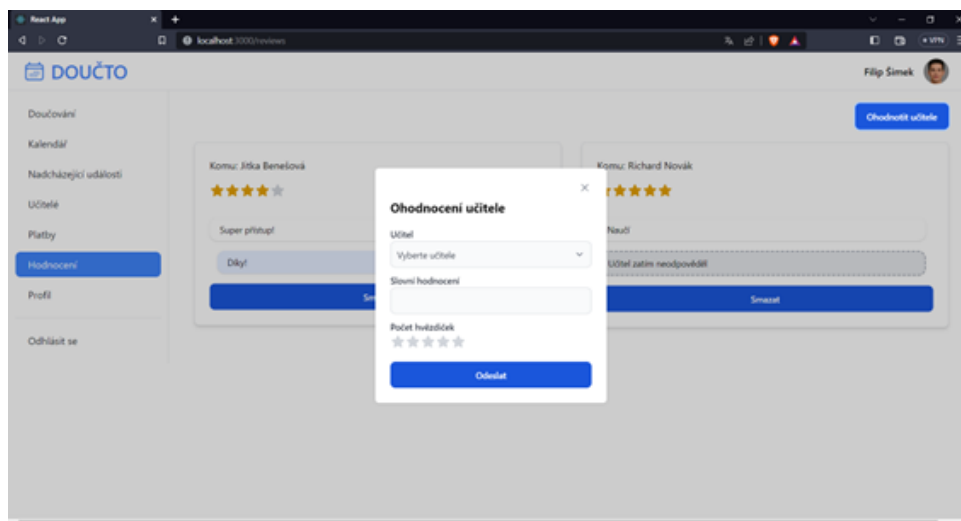 React App
localhost:3000/reviews
VPN
DOUČTO
Filip Šimek
Doučování
Kalendář
Nadcházející události
Učitelé
Platby
Hodnocení
Profil
Odhlásit se
Ohodnotit učitele
Komu: Jitka Benešová
Super přístup!
Díky!
Sm
Komu: Richard Novák
Naučí
Učitel zatím neodpověděl
Smazat
Ohodnocení učitele
Učitel
Vyberte učitele
Slovní hodnocení
Počet hvězdiček
Odeslat